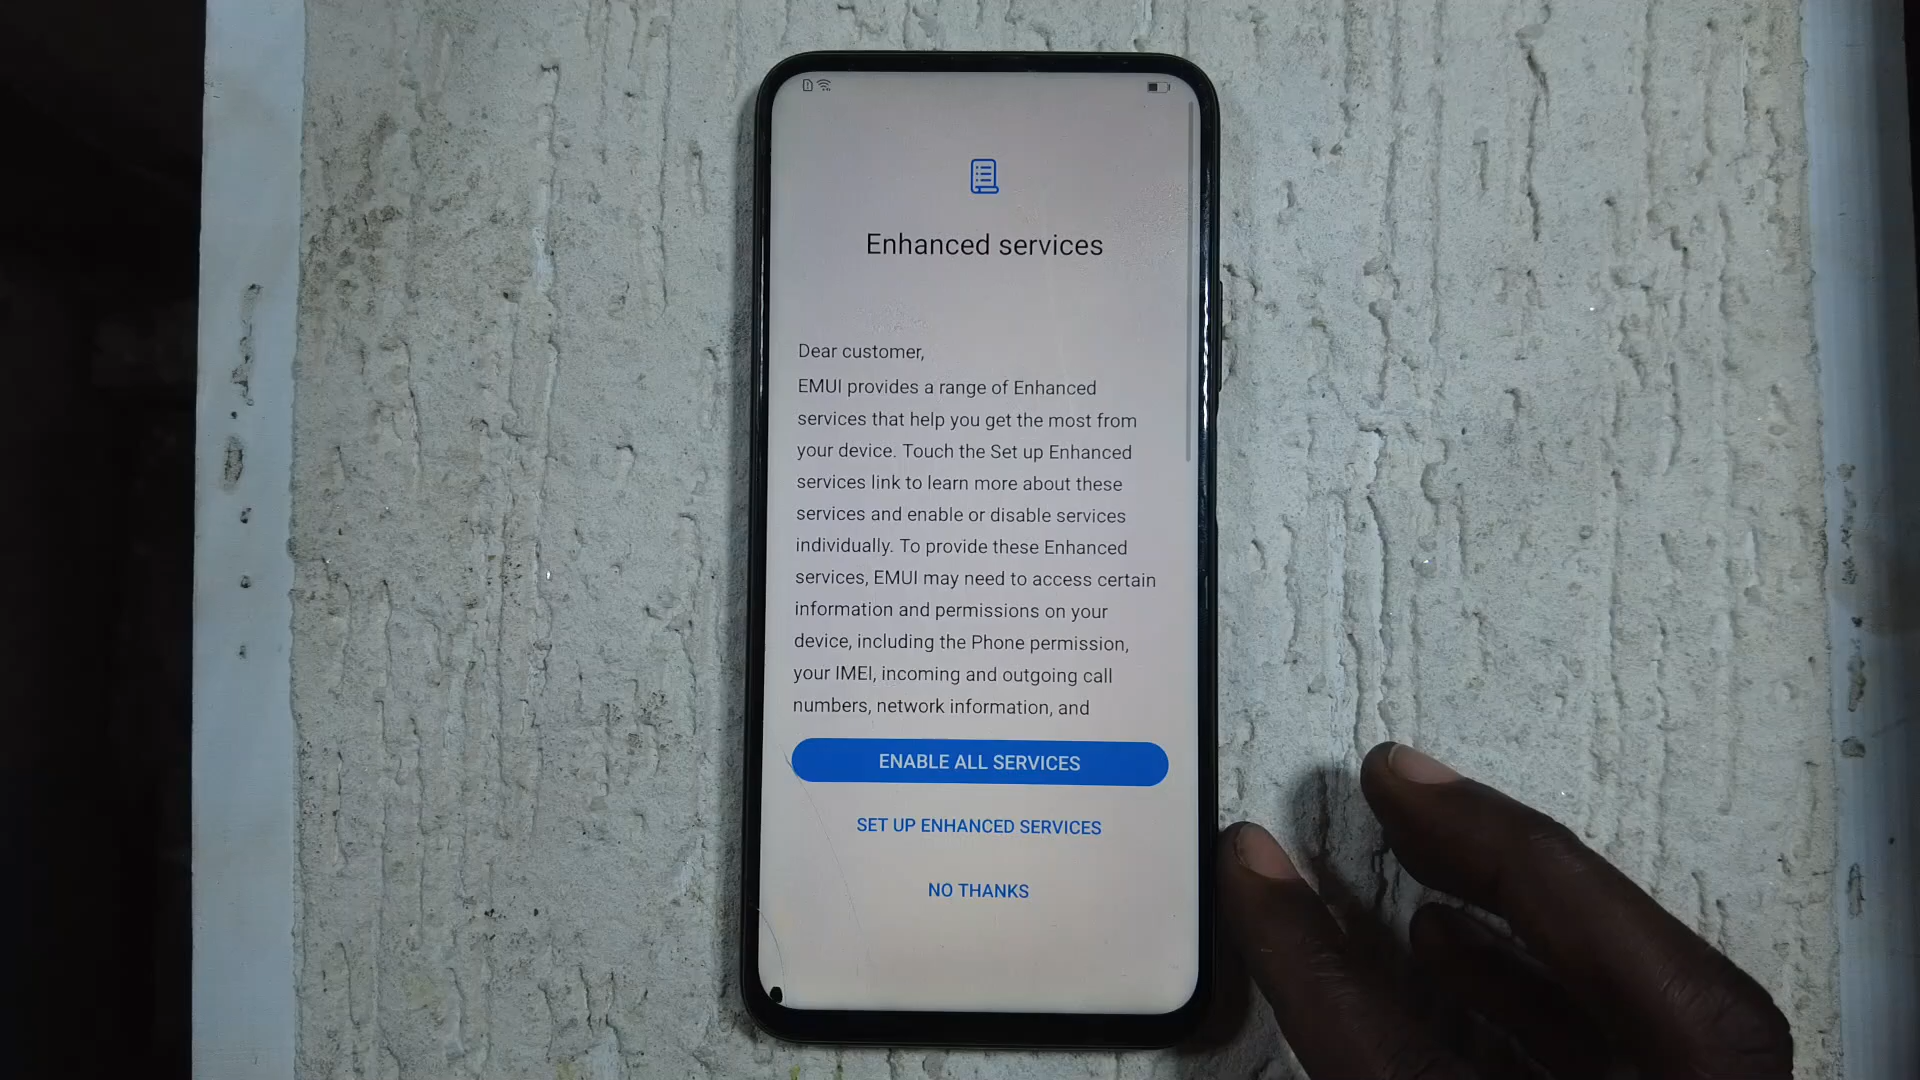 Enhanced services
Dear customer,
EMUI provides a range of Enhanced
services that help you get the most from
your device. Touch the Set up Enhanced
services link to learn more about these
services and enable or disable services
individually. To provide these Enhanced
services, EMUI may need to access certain
information and permissions on your
device, including the Phone permission,
your IMEI, incoming and outgoing call
numbers, network information, and
ENABLE ALL SERVICES
SET UP ENHANCED SERVICES
NO THANKS